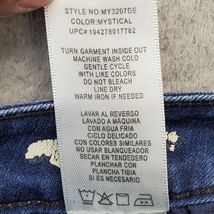 STYLE NO: MY3207DE
COLOR: MYSTICAL
UPC# 194278017782
TURN GARMENT INSIDE OUT
MACHINE WASH COLD
GENTLE CYCLE
WITH LIKE COLORS
DO NOT BLEACH
LINE DRY
WARM IRON IF NEEDED
LAVAR AL REVERSO
LAVADO A MÁQUINA
CON AGUA FRIA
CICLO DELICADO
CON COLORES SIMILARES
NO USAR BLANQUEADOR
SECAR EN TENDEDERO
PLANCHAR CON
PLANCHA TIBIA
SI ES NECESARIO